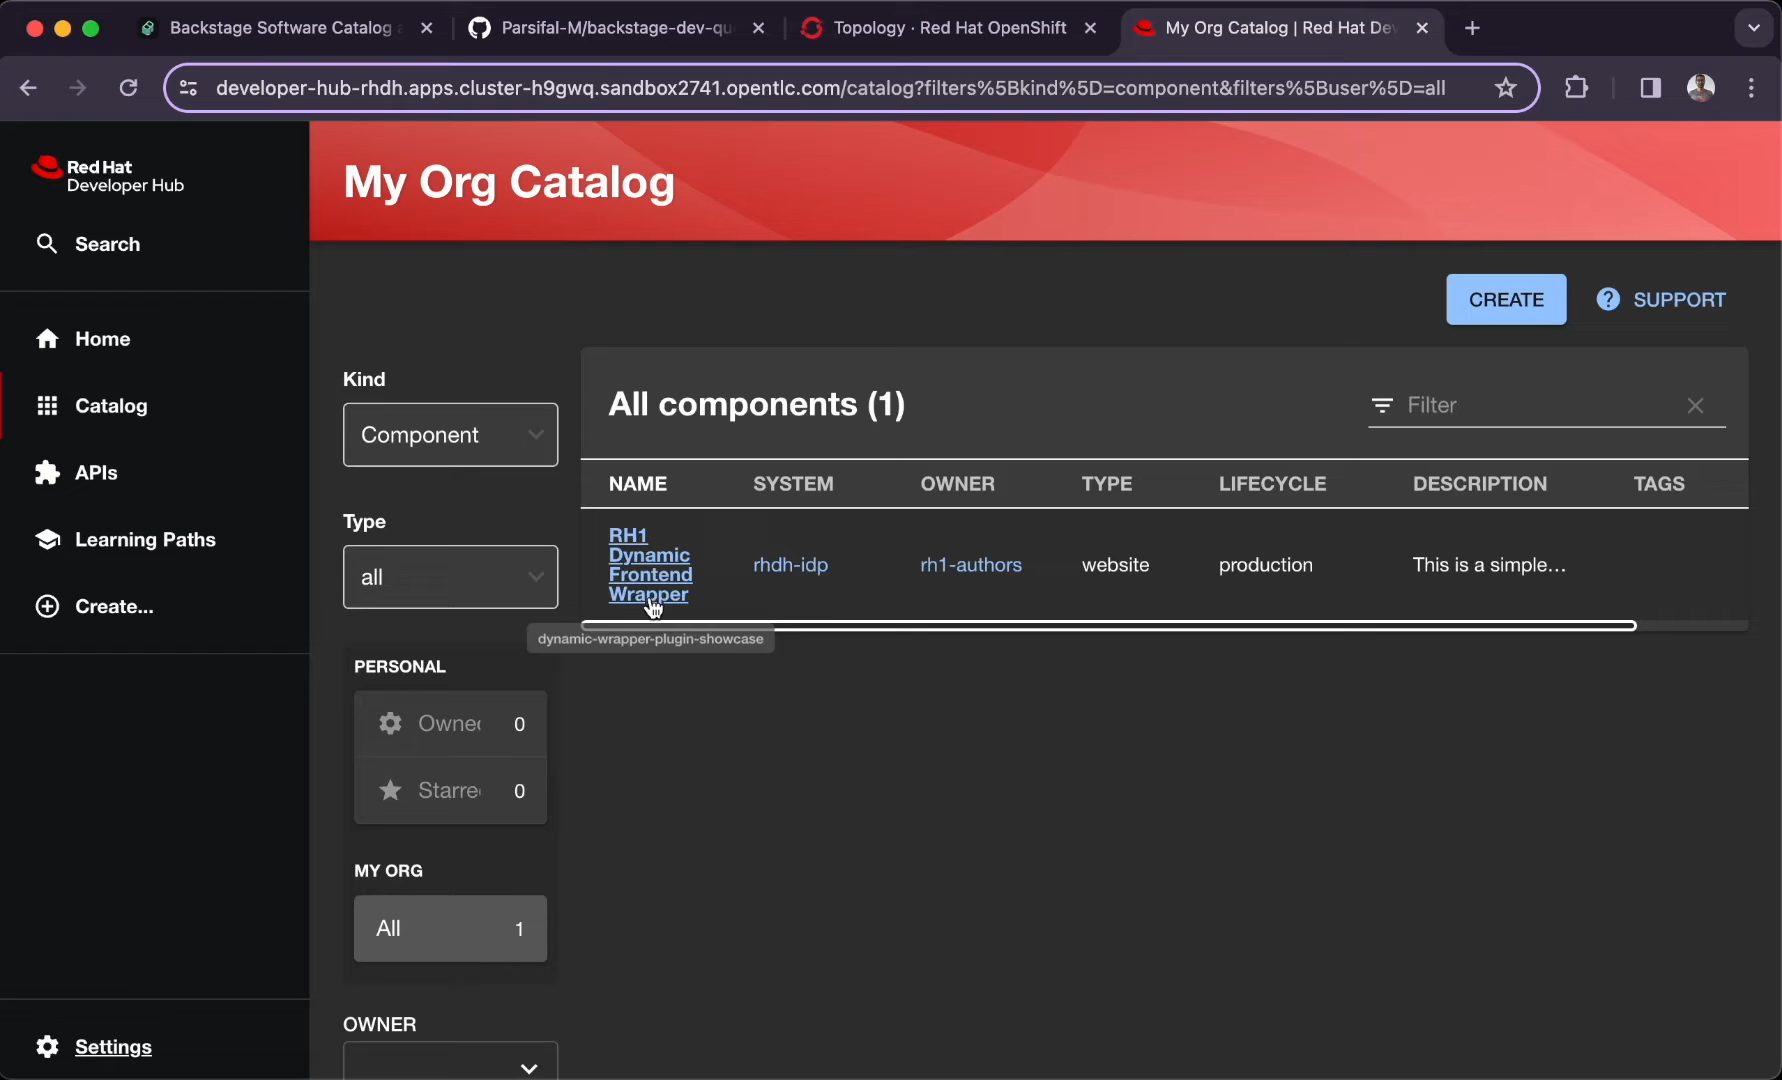 Backstage Software Catalog a
Parsifal-M/backstage-dev-qu
Topology · Red Hat OpenShift
My Org Catalog | Red Hat De
developer-hub-rhdh.apps.cluster-h9gwq.sandbox2741.opentlc.com/catalog?filters%5Bkind%5D=component&filters%5Buser%5D=all
Red Hat
Developer Hub
Search
Home
Catalog
APIs
Learning Paths
Create...
Settings
My Org Catalog
CREATE
SUPPORT
Kind
Component
Type
all
PERSONAL
Owned 0
Starred 0
MY ORG
All 1
OWNER
All components (1)
Filter
NAME SYSTEM OWNER TYPE LIFECYCLE DESCRIPTION TAGS
RH1
Dynamic
Frontend
Wrapper
rhdh-idp rh1-authors website production This is a simple...
dynamic-wrapper-plugin-showcase